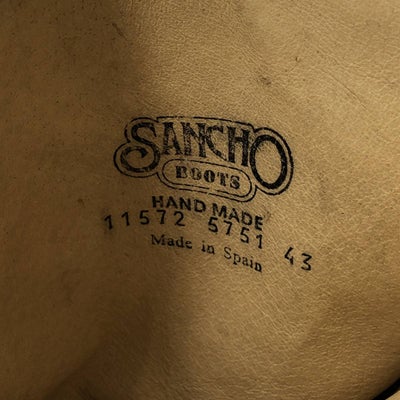 SANCHO
BOOTS
HAND MADE
11572 5751 43
Made in Spain